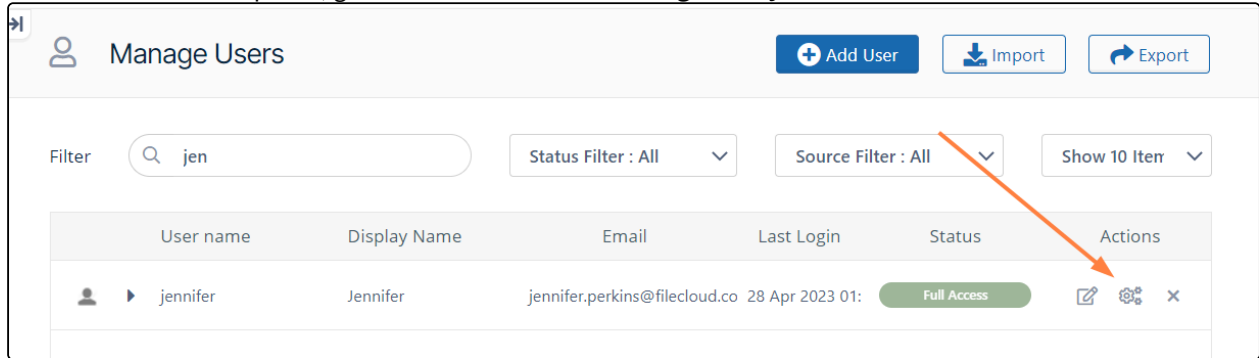 Manage Users
Add User
Import
Export
Filter
jen
Status Filter : All
Source Filter : All
Show 10 Iten
User name Display Name Email Last Login Status Actions
jennifer Jennifer jennifer.perkins@filecloud.co 28 Apr 2023 01: Full Access